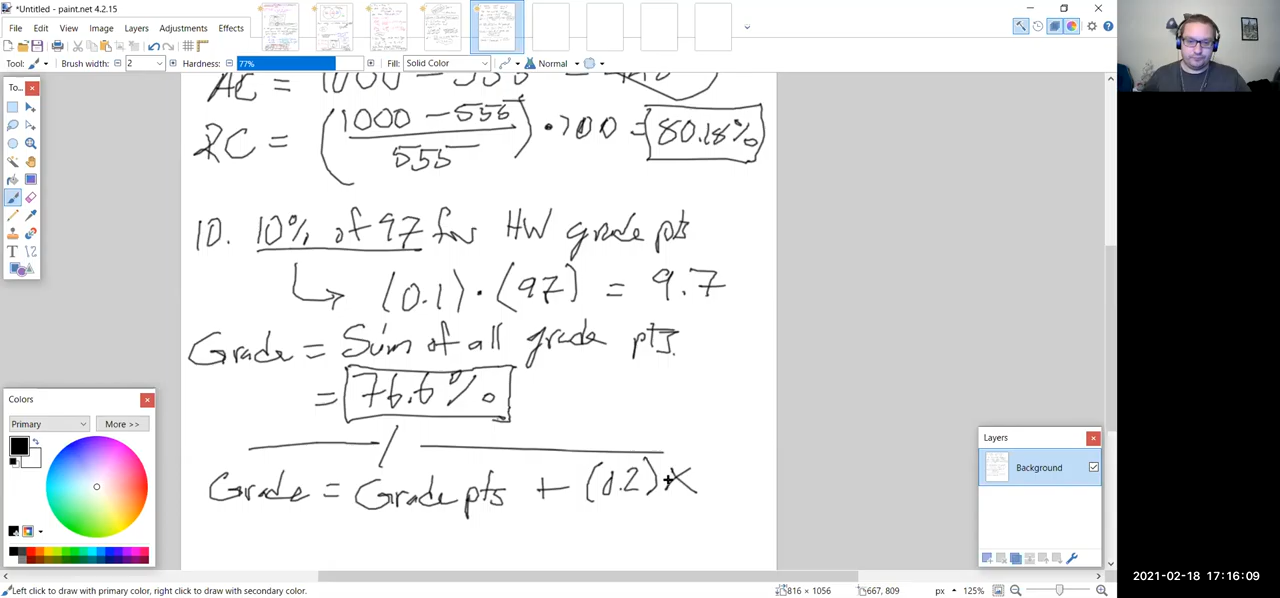 *Untitled - paint.net 4.2.15
File Edit View Image Layers Adjustments Effects
Tool: Brush width: 2 Hardness: 77% Fill: Solid Color Normal
To...
AC = 1000 - 555 =
RC = (1000 - 555 / 555) • 100 = 80.18%
10. 10% of 97 for HW grade pts
(0.1) • (97) = 9.7
Grade = Sum of all grade pts.
= 76.6%
Grade = Grade pts + (0.2) X
Colors
Primary More >>
Layers
Background
2021-02-18 17:16:09
Left click to draw with primary color, right click to draw with secondary color. 816 x 1056 667, 809 px 125%